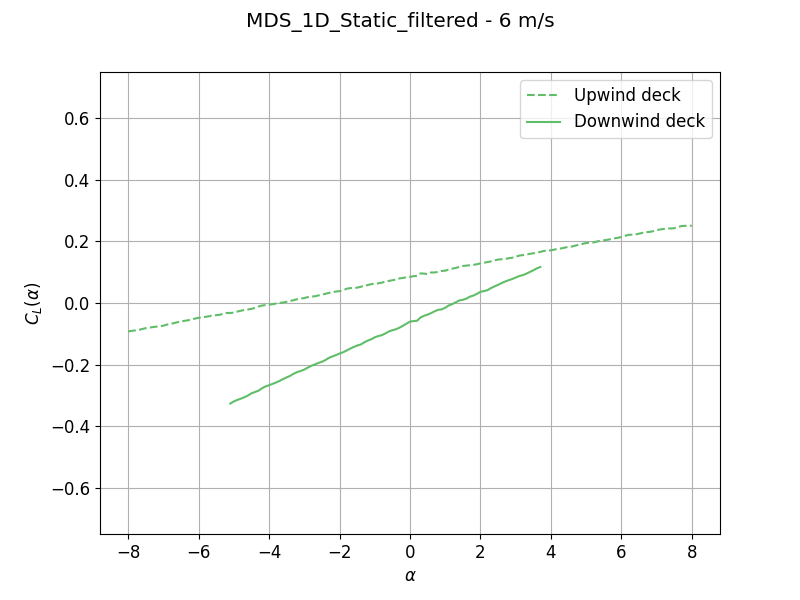 MDS_1D_Static_filtered - 6 m/s
Upwind deck
Downwind deck
0.6
0.4
0.2
0.0
−0.2
−0.4
−0.6
C_L(α)
−8 −6 −4 −2 0 2 4 6 8
α